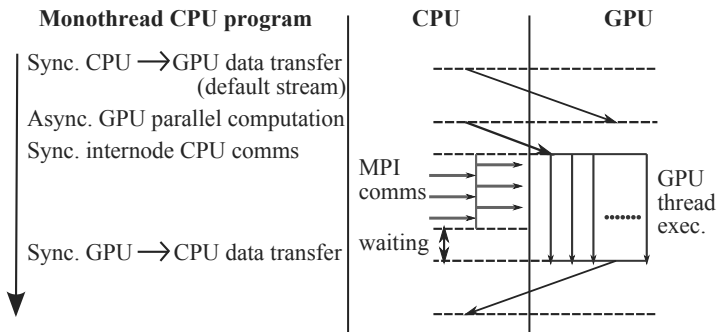 Monothread CPU program
CPU
GPU
Sync. CPU → GPU data transfer
(default stream)
Async. GPU parallel computation
Sync. internode CPU comms
MPI
comms
GPU
thread
exec.
waiting
Sync. GPU → CPU data transfer